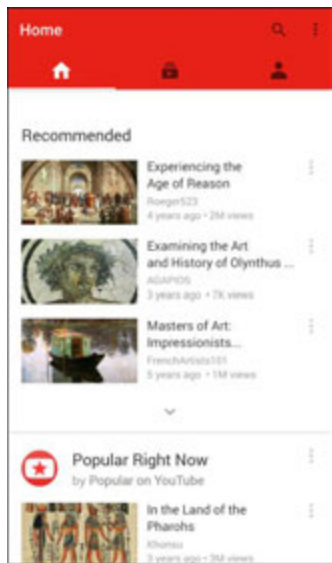 Home
Recommended
Experiencing the
Age of Reason
Roeger523
4 years ago • 2M views
Examining the Art
and History of Olynthus ...
AGAPIOS
3 years ago • 7K views
Masters of Art:
Impressionists...
FrenchArtists101
5 years ago • 1M views
Popular Right Now
by Popular on YouTube
In the Land of the
Pharohs
Khonsu
3 years ago • 3M views